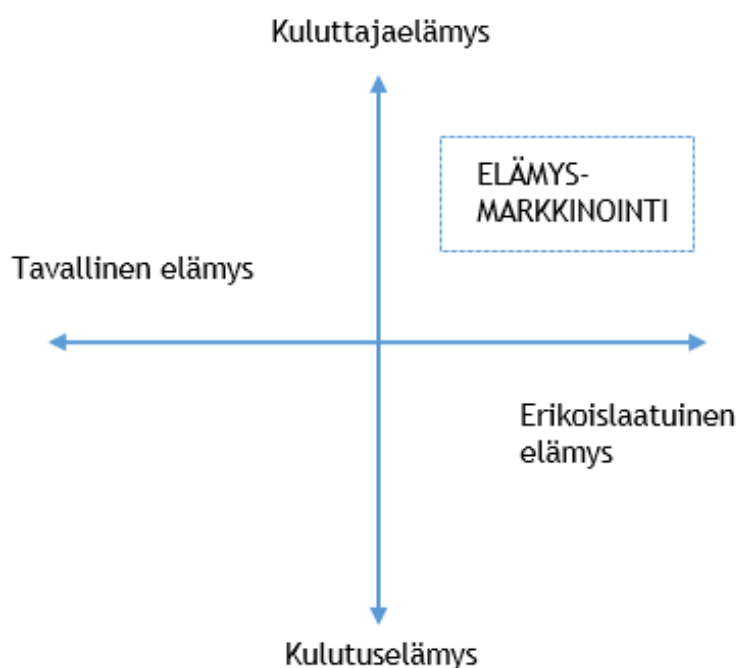 Kuluttajaelämys
ELÄMYS-
MARKKINOINTI
Tavallinen elämys
Erikoislaatuinen
elämys
Kulutuselämys